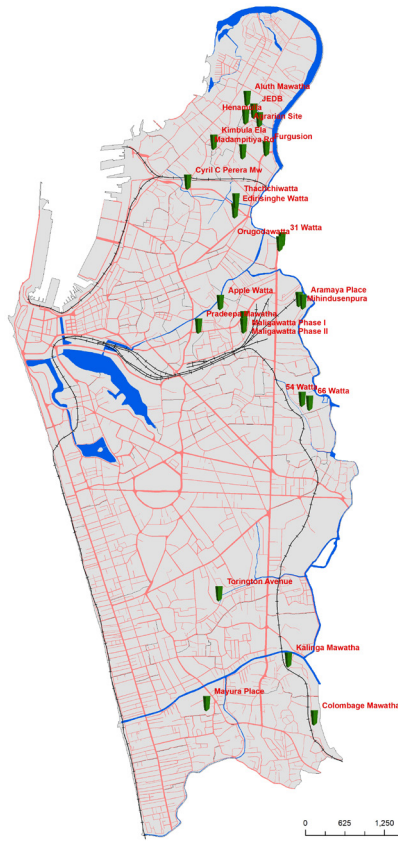 Aluth Mawatha
JEDB
Henamulla
Agrarian Site
Kimbula Ela
Furgusion
Madampitiya Rd
Cyril C Perera Mw
Thachchiwatta
Edirisinghe Watta
31 Watta
Orugodawatta
Apple Watta
Aramaya Place
Mihindusenpura
Pradeepa Mawatha
Maligawatta Phase I
Maligawatta Phase II
54 Watta
66 Watta
Torington Avenue
Kalinga Mawatha
Mayura Place
Colombage Mawatha
0 625 1,250